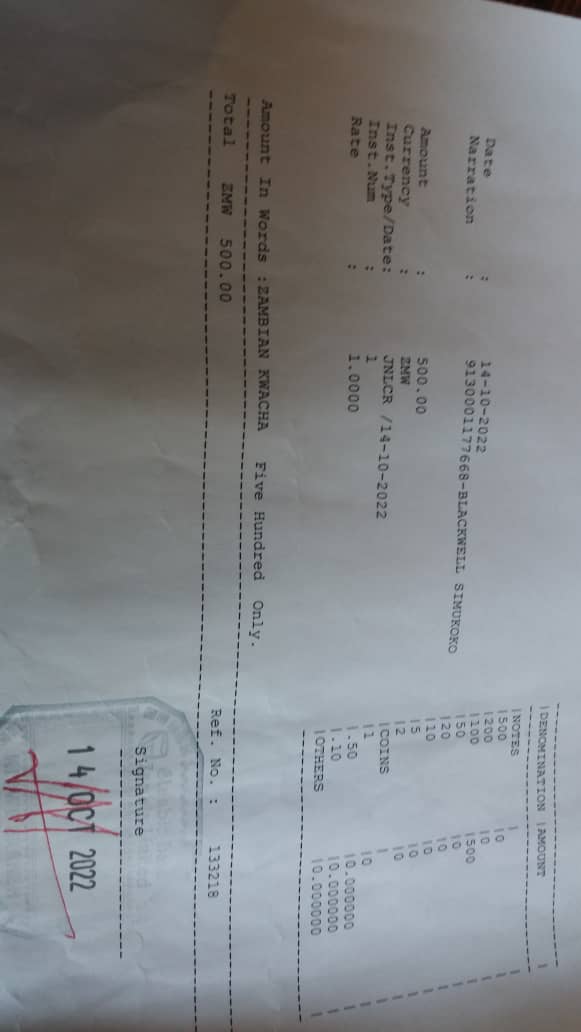 Date : 14-10-2022
Narration : 9130001177668-BLACKWELL SIMUKOKO
Amount : 500.00
Currency : ZMW
Inst.Type/Date: JNLCR /14-10-2022
Inst.Num : 1
Rate : 1.0000
|DENOMINATION |AMOUNT |
|NOTES | |
|500 |0 |
|200 |0 |
|100 |500 |
|50 |0 |
|20 |0 |
|10 |0 |
|5 |0 |
|2 |0 |
|COINS | |
|1 |0 |
|.50 |0.000000 |
|.10 |0.000000 |
|OTHERS |0.000000 |
Amount In Words :ZAMBIAN KWACHA Five Hundred Only.
Total ZMW 500.00 Ref. No. : 133218
Signature
14 OCT 2022